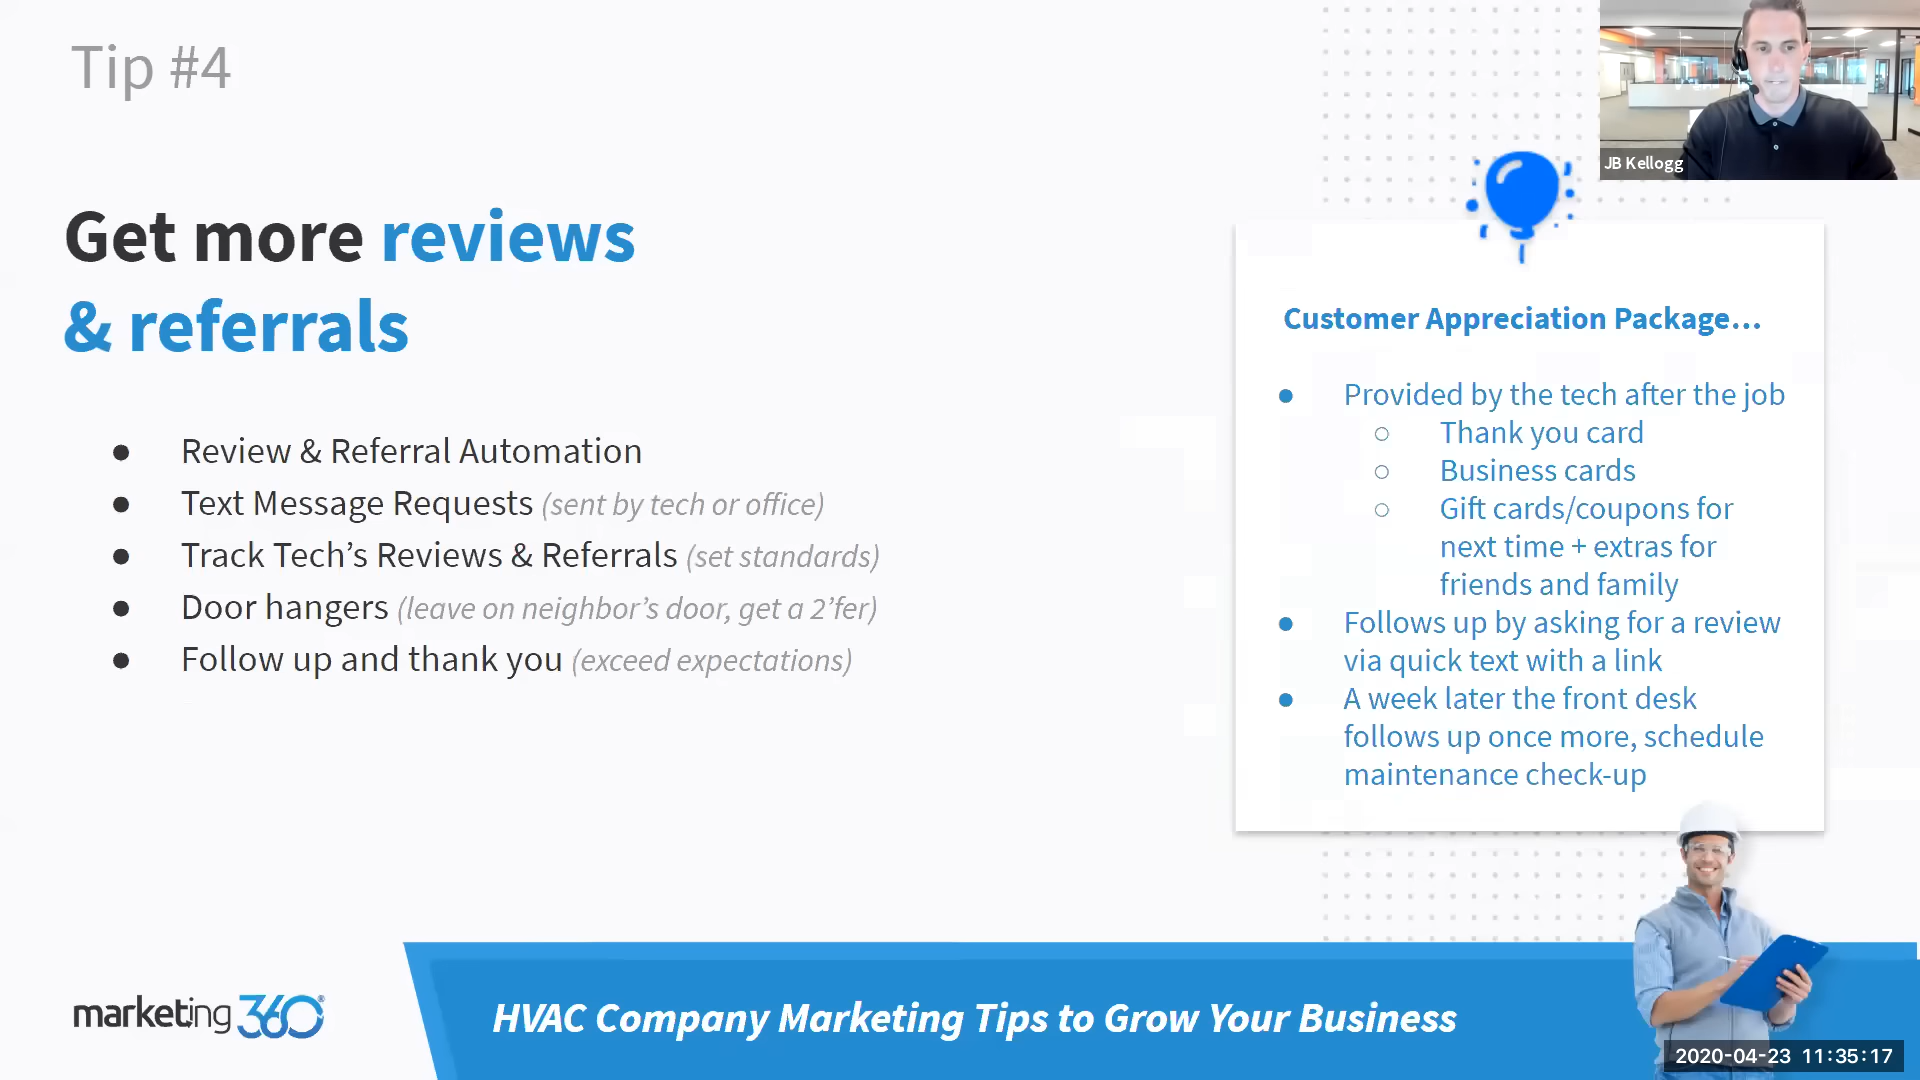 Tip #4
Get more reviews
& referrals
● Review & Referral Automation
● Text Message Requests (sent by tech or office)
● Track Tech’s Reviews & Referrals (set standards)
● Door hangers (leave on neighbor’s door, get a 2’fer)
● Follow up and thank you (exceed expectations)
JB Kellogg
Customer Appreciation Package...
● Provided by the tech after the job
○ Thank you card
○ Business cards
○ Gift cards/coupons for
next time + extras for
friends and family
● Follows up by asking for a review
via quick text with a link
● A week later the front desk
follows up once more, schedule
maintenance check-up
marketing 360®
HVAC Company Marketing Tips to Grow Your Business
2020-04-23 11:35:17